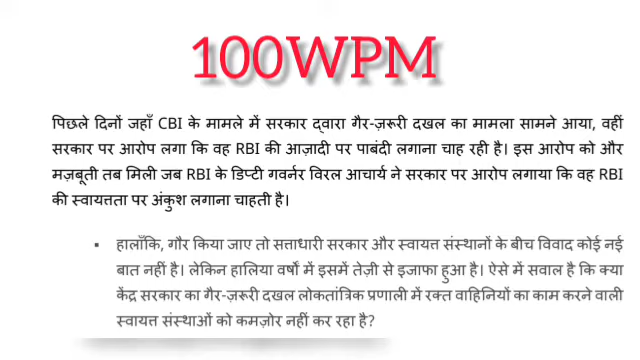 100WPM
पिछले दिनों जहाँ CBI के मामले में सरकार द्वारा गैर-ज़रूरी दखल का मामला सामने आया, वहीं
सरकार पर आरोप लगा कि वह RBI की आज़ादी पर पाबंदी लगाना चाह रही है। इस आरोप को और
मज़बूती तब मिली जब RBI के डिप्टी गवर्नर विरल आचार्य ने सरकार पर आरोप लगाया कि वह RBI
की स्वायत्तता पर अंकुश लगाना चाहती है।
▪ हालाँकि, गौर किया जाए तो सत्ताधारी सरकार और स्वायत्त संस्थानों के बीच विवाद कोई नई
बात नहीं है। लेकिन हालिया वर्षों में इसमें तेज़ी से इजाफा हुआ है। ऐसे में सवाल है कि क्या
केंद्र सरकार का गैर-ज़रूरी दखल लोकतांत्रिक प्रणाली में रक्त वाहिनियों का काम करने वाली
स्वायत्त संस्थाओं को कमज़ोर नहीं कर रहा है?